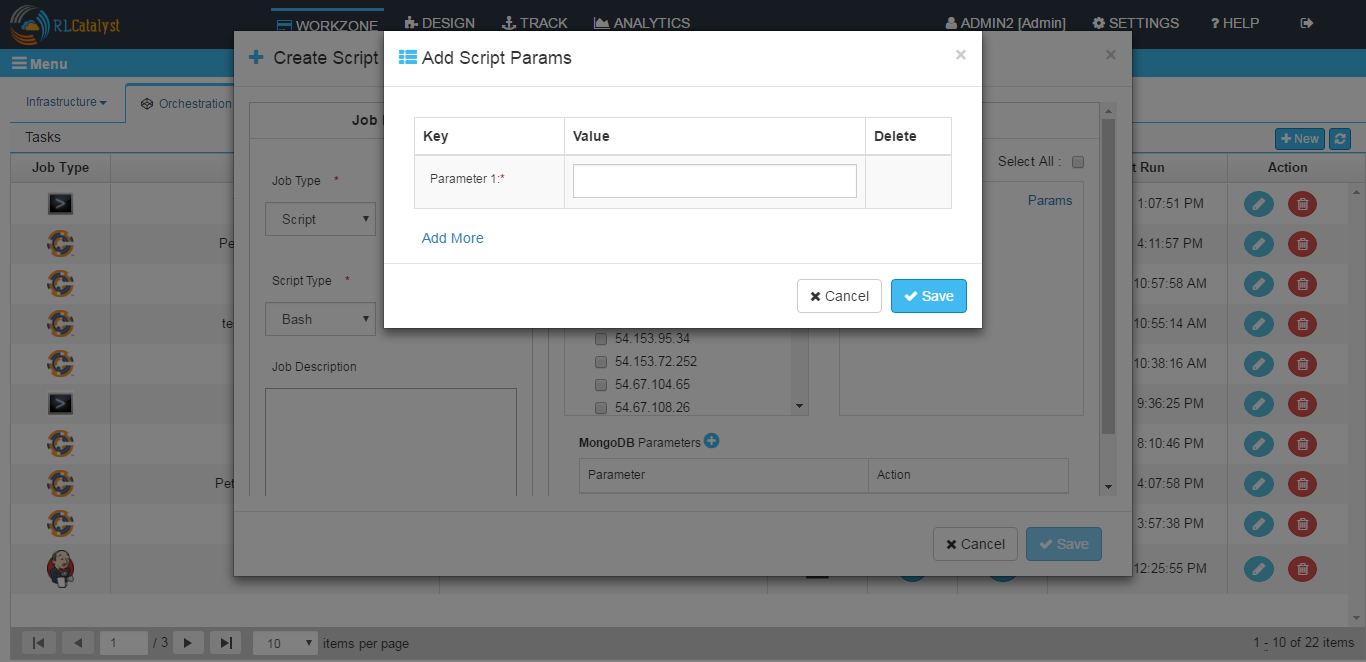 RLCatalyst
WORKZONE
DESIGN
TRACK
ANALYTICS
ADMIN2 [Admin]
SETTINGS
? HELP
Menu
Create Script
×
Add Script Params
×
Infrastructure
Orchestration
Tasks
New
Job Type
t Run
Action
Key
Value
Delete
Parameter 1:*
Add More
Cancel
Save
Job
Job Type *
Script
Script Type *
Bash
Job Description
Select All :
Params
54.153.95.34
54.153.72.252
54.67.104.65
54.67.108.26
MongoDB Parameters
Parameter
Action
Cancel
Save
1:07:51 PM
Pe
4:11:57 PM
10:57:58 AM
te
10:55:14 AM
10:38:16 AM
9:36:25 PM
8:10:46 PM
Pet
4:07:58 PM
3:57:38 PM
12:25:55 PM
1
/ 3
10
items per page
1 - 10 of 22 items